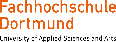 Fachhochschule
Dortmund
University of Applied Sciences and Arts